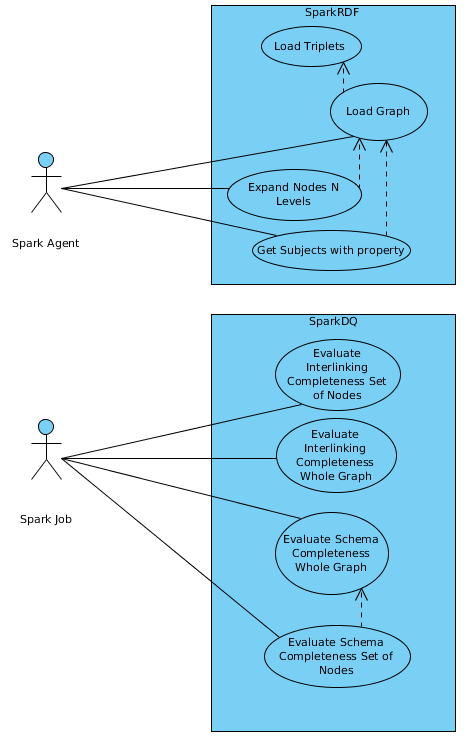 SparkRDF
Load Triplets
Load Graph
Expand Nodes N
Levels
Get Subjects with property
Spark Agent
SparkDQ
Evaluate
Interlinking
Completeness Set
of Nodes
Evaluate
Interlinking
Completeness
Whole Graph
Evaluate Schema
Completeness
Whole Graph
Evaluate Schema
Completeness Set of
Nodes
Spark Job